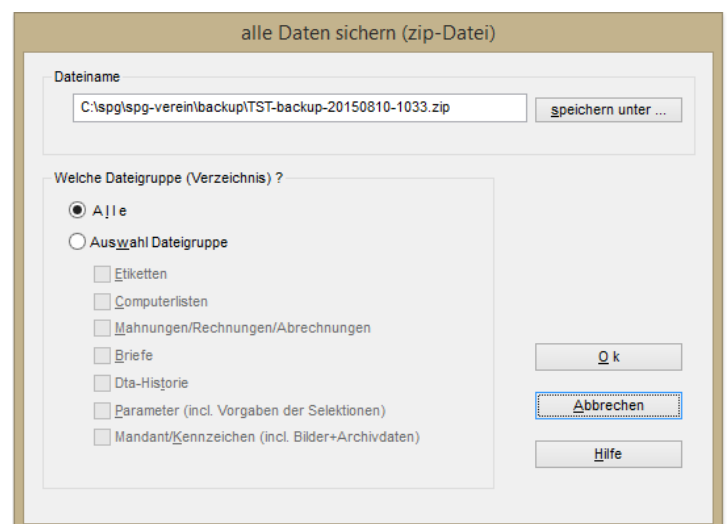 alle Daten sichern (zip-Datei)
Dateiname
C:\spg\spg-verein\backup\TST-backup-20150810-1033.zip
speichern unter ...
Welche Dateigruppe (Verzeichnis) ?
A l l e
Auswahl Dateigruppe
Etiketten
Computerlisten
Mahnungen/Rechnungen/Abrechnungen
Briefe
Dta-Historie
Parameter (incl. Vorgaben der Selektionen)
Mandant/Kennzeichen (incl. Bilder+Archivdaten)
O k
Abbrechen
Hilfe